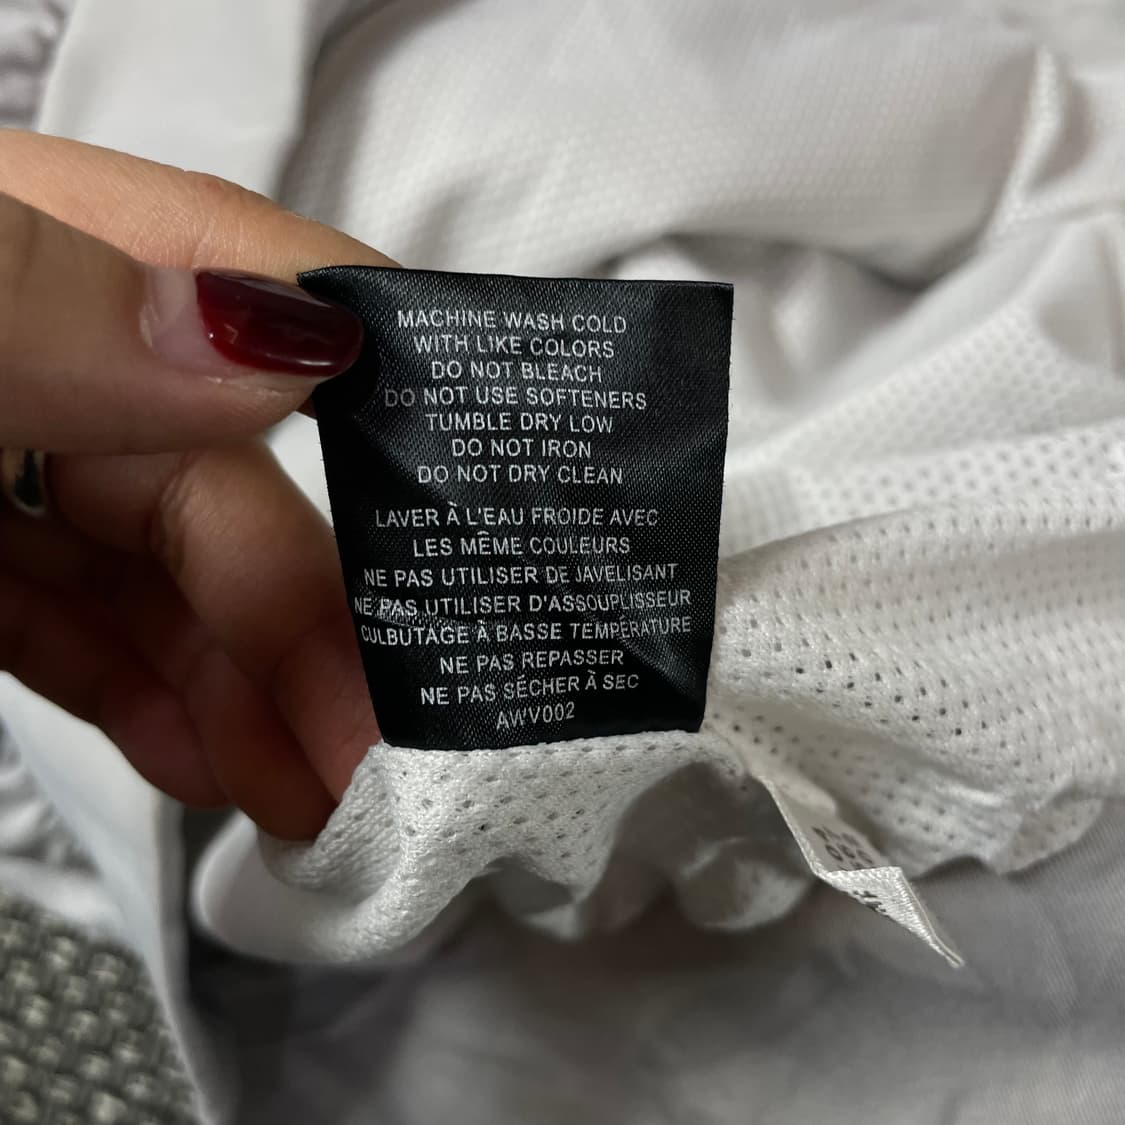 MACHINE WASH COLD
WITH LIKE COLORS
DO NOT BLEACH
DO NOT USE SOFTENERS
TUMBLE DRY LOW
DO NOT IRON
DO NOT DRY CLEAN
LAVER À L'EAU FROIDE AVEC
LES MÊME COULEURS
NE PAS UTILISER DE JAVELISANT
NE PAS UTILISER D'ASSOUPLISSEUR
CULBUTAGE À BASSE TEMPERATURE
NE PAS REPASSER
NE PAS SÉCHER À SEC
AWV002